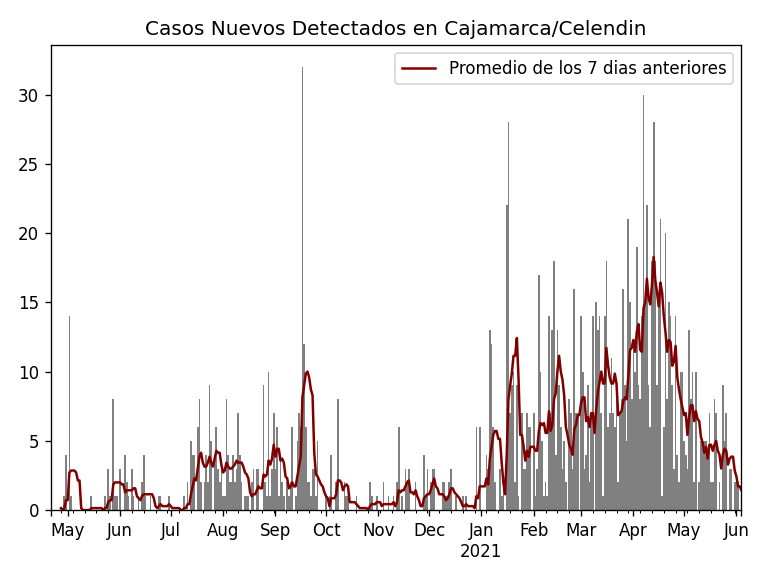 Casos Nuevos Detectados en Cajamarca/Celendin
Promedio de los 7 dias anteriores
30
25
20
15
10
5
0
May Jun Jul Aug Sep Oct Nov Dec Jan Feb Mar Apr May Jun
2021